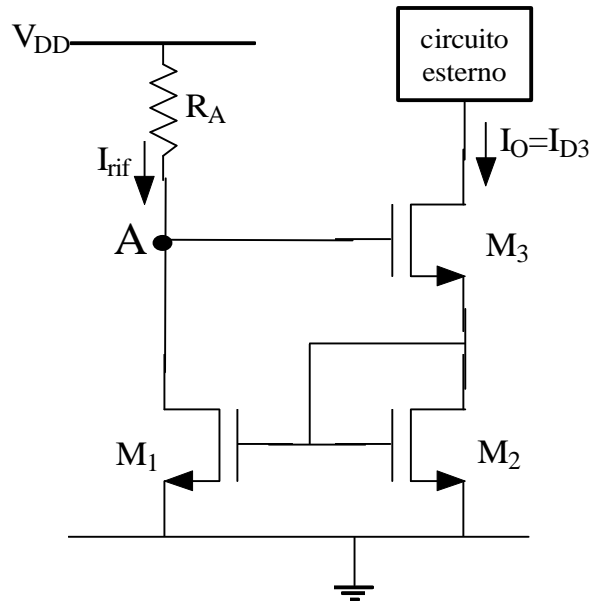 V_DD
circuito
esterno
R_A
I_rif
I_O=I_D3
A
M_3
M_1
M_2